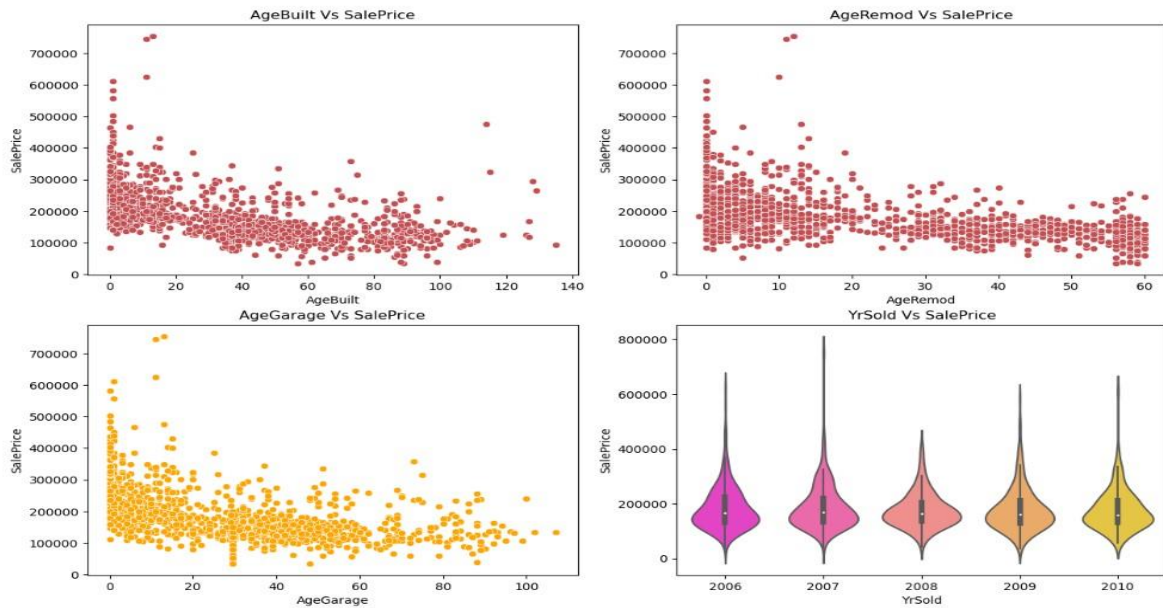 AgeBuilt Vs SalePrice
700000
600000
500000
400000
300000
200000
100000
0
SalePrice
0 20 40 60 80 100 120 140
AgeBuilt
AgeRemod Vs SalePrice
700000
600000
500000
400000
300000
200000
100000
0
SalePrice
0 10 20 30 40 50 60
AgeRemod
AgeGarage Vs SalePrice
700000
600000
500000
400000
300000
200000
100000
0
SalePrice
0 20 40 60 80 100
AgeGarage
YrSold Vs SalePrice
800000
600000
400000
200000
0
SalePrice
2006 2007 2008 2009 2010
YrSold